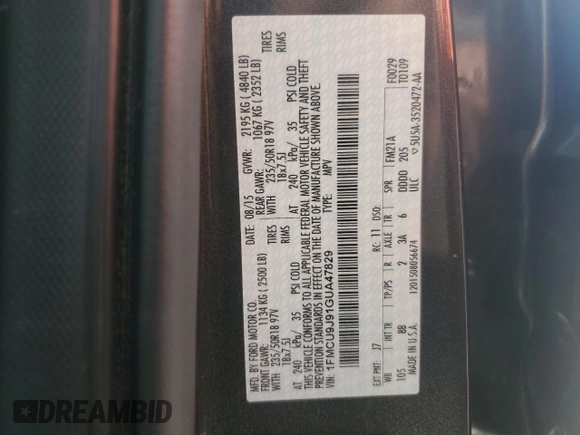 MFD. BY FORD MOTOR CO.
DATE: 08/15 GVWR: 2195 KG ( 4840 LB)
FRONT GAWR: 1134 KG ( 2500 LB) REAR GAWR: 1067 KG ( 2352 LB)
WITH 235/50R18 97V TIRES WITH 235/50R18 97V TIRES
18x7.5J RIMS 18x7.5J RIMS
AT 240 kPa/ 35 PSI COLD AT 240 kPa/ 35 PSI COLD
THIS VEHICLE CONFORMS TO ALL APPLICABLE FEDERAL MOTOR VEHICLE SAFETY AND THEFT
PREVENTION STANDARDS IN EFFECT ON THE DATE OF MANUFACTURE SHOWN ABOVE.
VIN: 1FMCU9J91GUA47829 TYPE: MPV
EXT PNT: J7 RC: 11 DSO: F0029
WB INT TR TP/PS R AXLE TR SPR FM21A T0109
105 8B 2 3A 6 DDDD 205
1201508056674 ULC ▽5U5A-3520472-AA
MADE IN U.S.A.
DREAMBID